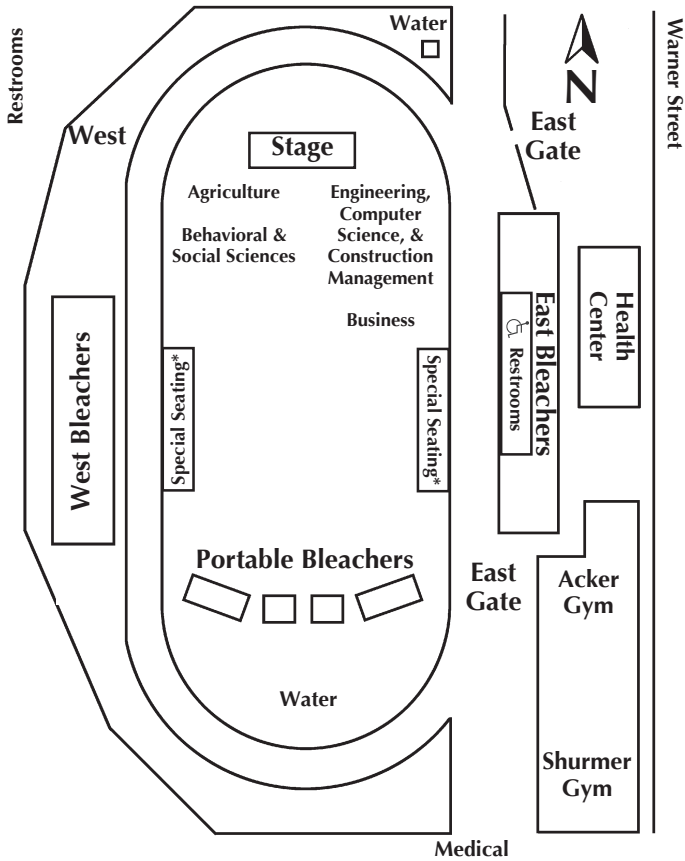 Restrooms
Water
N
Warner Street
West
East
Gate
Stage
Agriculture
Behavioral &
Social Sciences
Engineering,
Computer
Science, &
Construction
Management
Business
West Bleachers
Special Seating*
Special Seating*
East Bleachers
Restrooms
Health
Center
Portable Bleachers
East
Gate
Acker
Gym
Water
Shurmer
Gym
Medical